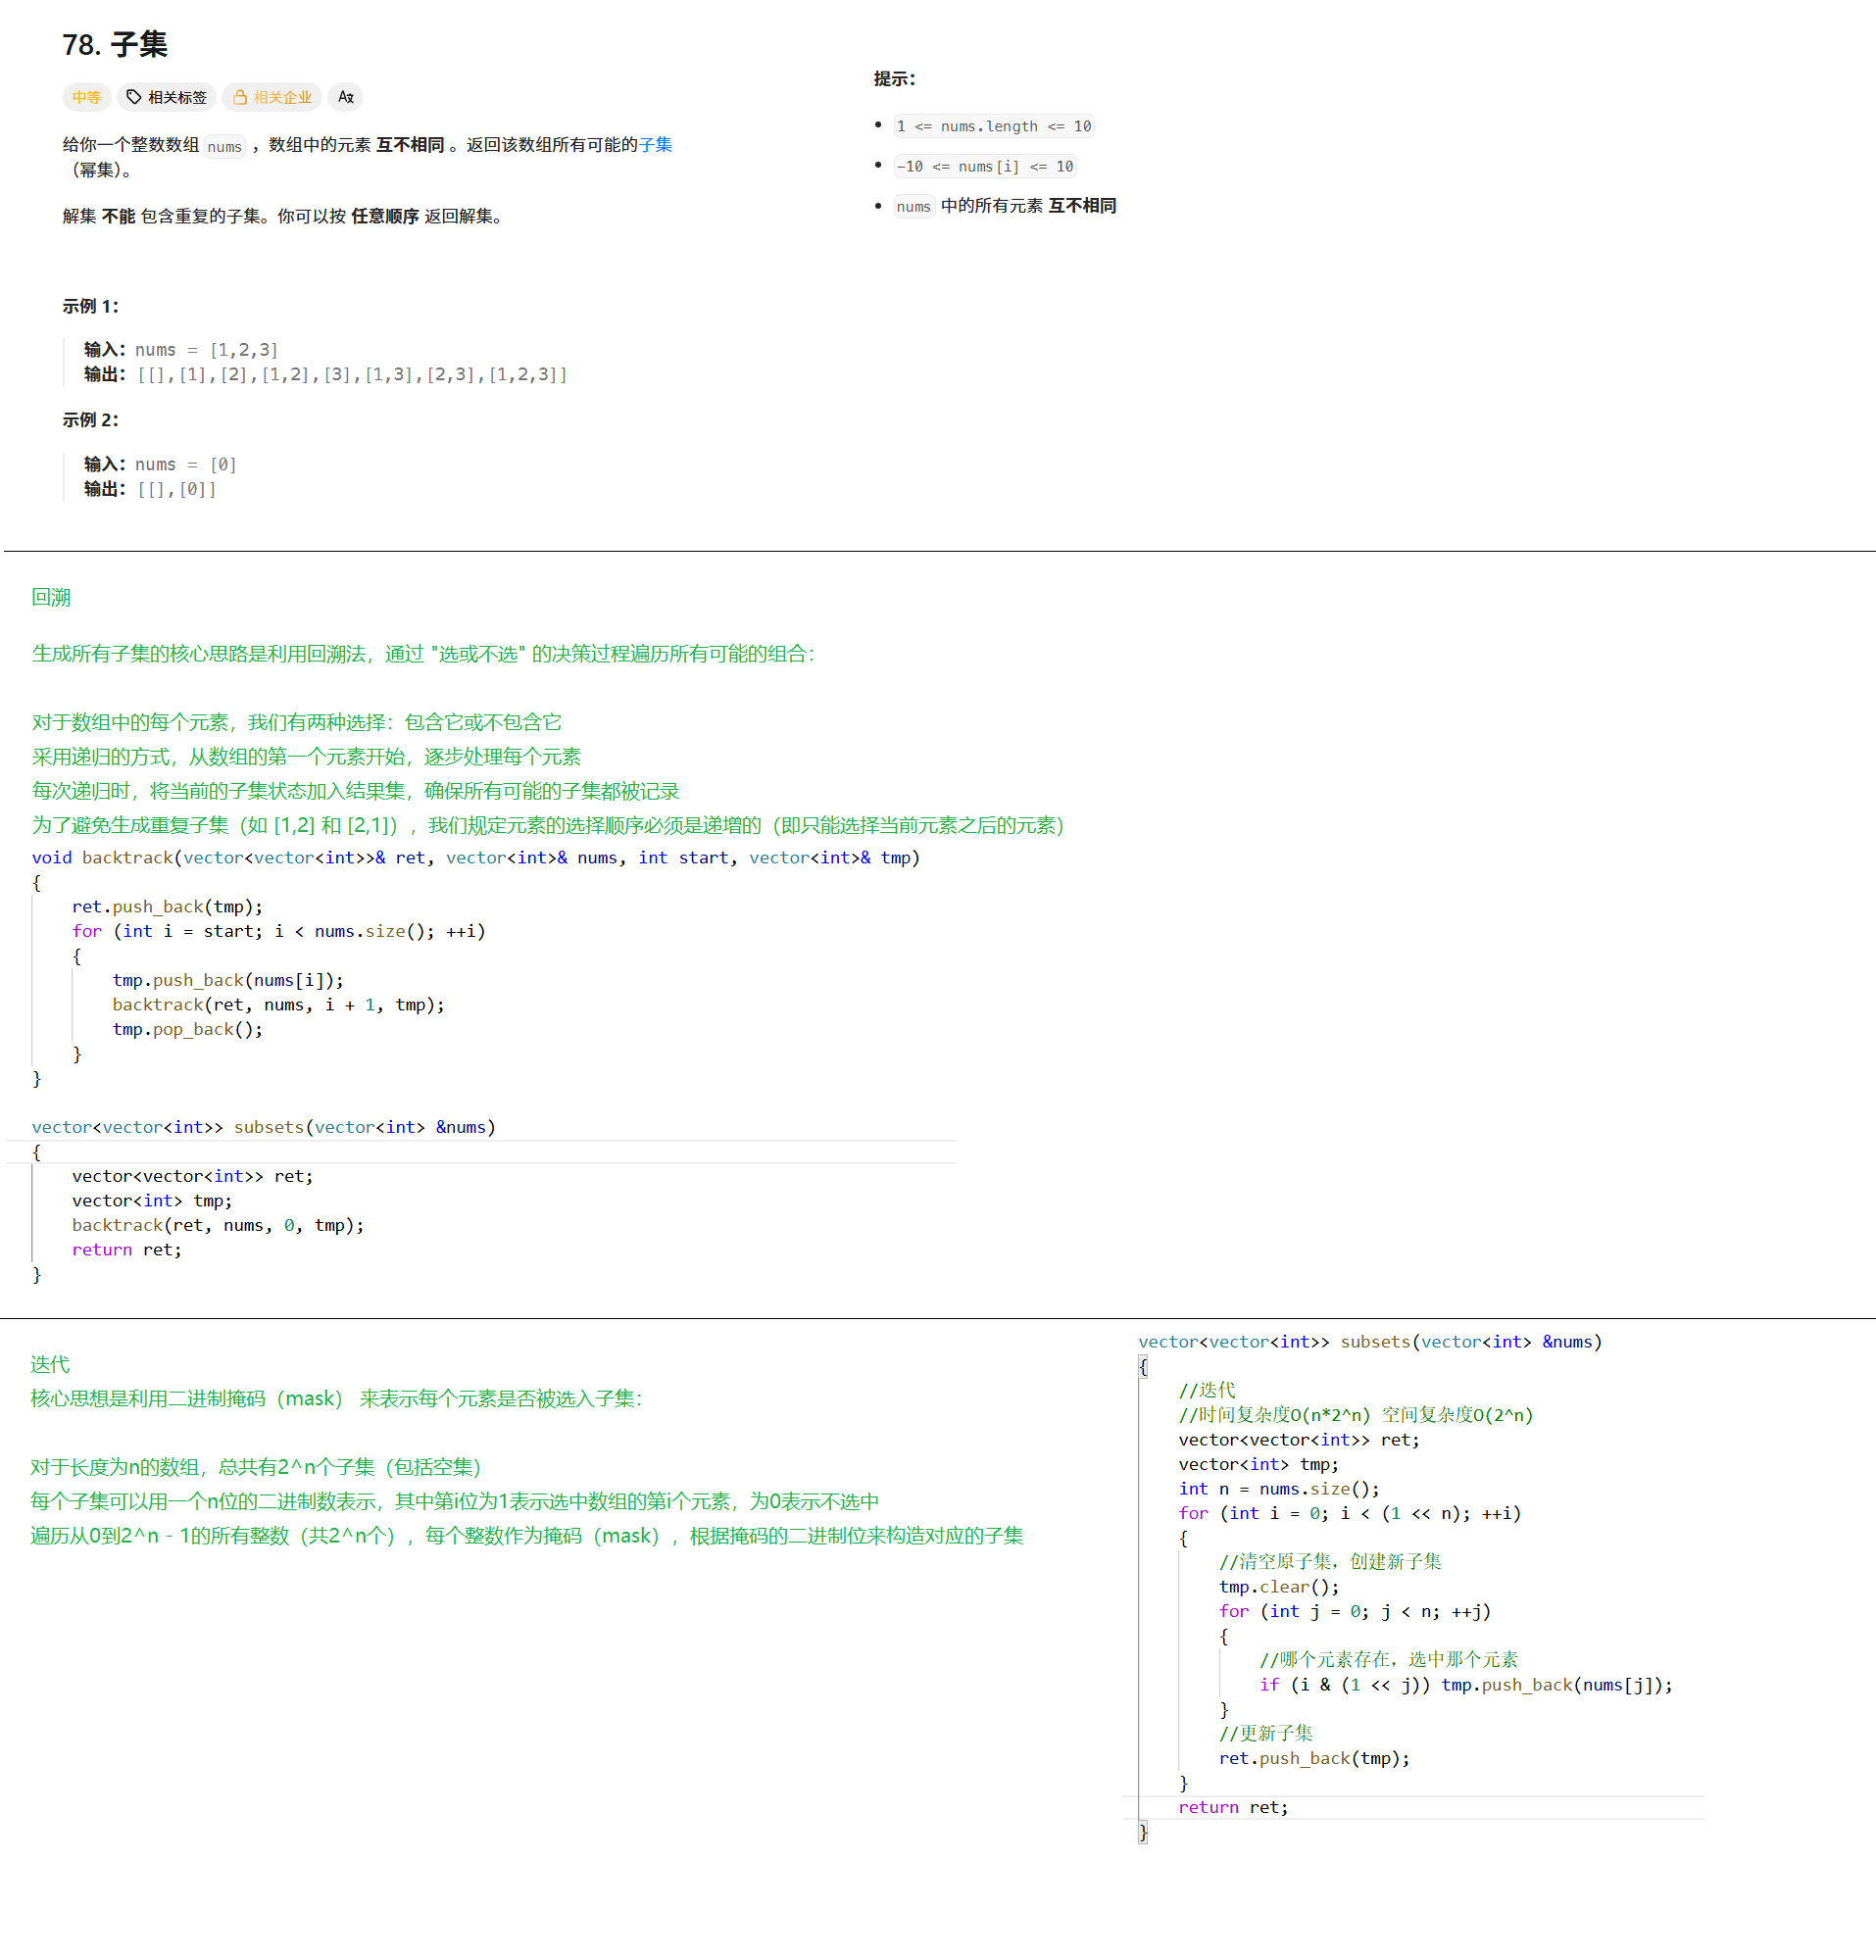 78. 子集
中等 相关标签 相关企业
给你一个整数数组 nums ，数组中的元素 互不相同 。返回该数组所有可能的子集
（幂集）。
解集 不能 包含重复的子集。你可以按 任意顺序 返回解集。
示例 1：
输入：nums = [1,2,3]
输出：[[],[1],[2],[1,2],[3],[1,3],[2,3],[1,2,3]]
示例 2：
输入：nums = [0]
输出：[[],[0]]
提示：
1 <= nums.length <= 10
-10 <= nums[i] <= 10
nums 中的所有元素 互不相同
回溯
生成所有子集的核心思路是利用回溯法，通过 "选或不选" 的决策过程遍历所有可能的组合：
对于数组中的每个元素，我们有两种选择：包含它或不包含它
采用递归的方式，从数组的第一个元素开始，逐步处理每个元素
每次递归时，将当前的子集状态加入结果集，确保所有可能的子集都被记录
为了避免生成重复子集（如 [1,2] 和 [2,1]），我们规定元素的选择顺序必须是递增的（即只能选择当前元素之后的元素）
void backtrack(vector<vector<int>>& ret, vector<int>& nums, int start, vector<int>& tmp)
{
    ret.push_back(tmp);
    for (int i = start; i < nums.size(); ++i)
    {
        tmp.push_back(nums[i]);
        backtrack(ret, nums, i + 1, tmp);
        tmp.pop_back();
    }
}
vector<vector<int>> subsets(vector<int> &nums)
{
    vector<vector<int>> ret;
    vector<int> tmp;
    backtrack(ret, nums, 0, tmp);
    return ret;
}
迭代
核心思想是利用二进制掩码（mask） 来表示每个元素是否被选入子集：
对于长度为n的数组，总共有2^n个子集（包括空集）
每个子集可以用一个n位的二进制数表示，其中第i位为1表示选中数组的第i个元素，为0表示不选中
遍历从0到2^n - 1的所有整数（共2^n个），每个整数作为掩码（mask），根据掩码的二进制位来构造对应的子集
vector<vector<int>> subsets(vector<int> &nums)
{
    //迭代
    //时间复杂度O(n*2^n) 空间复杂度O(2^n)
    vector<vector<int>> ret;
    vector<int> tmp;
    int n = nums.size();
    for (int i = 0; i < (1 << n); ++i)
    {
        //清空原子集，创建新子集
        tmp.clear();
        for (int j = 0; j < n; ++j)
        {
            //哪个元素存在，选中那个元素
            if (i & (1 << j)) tmp.push_back(nums[j]);
        }
        //更新子集
        ret.push_back(tmp);
    }
    return ret;
}